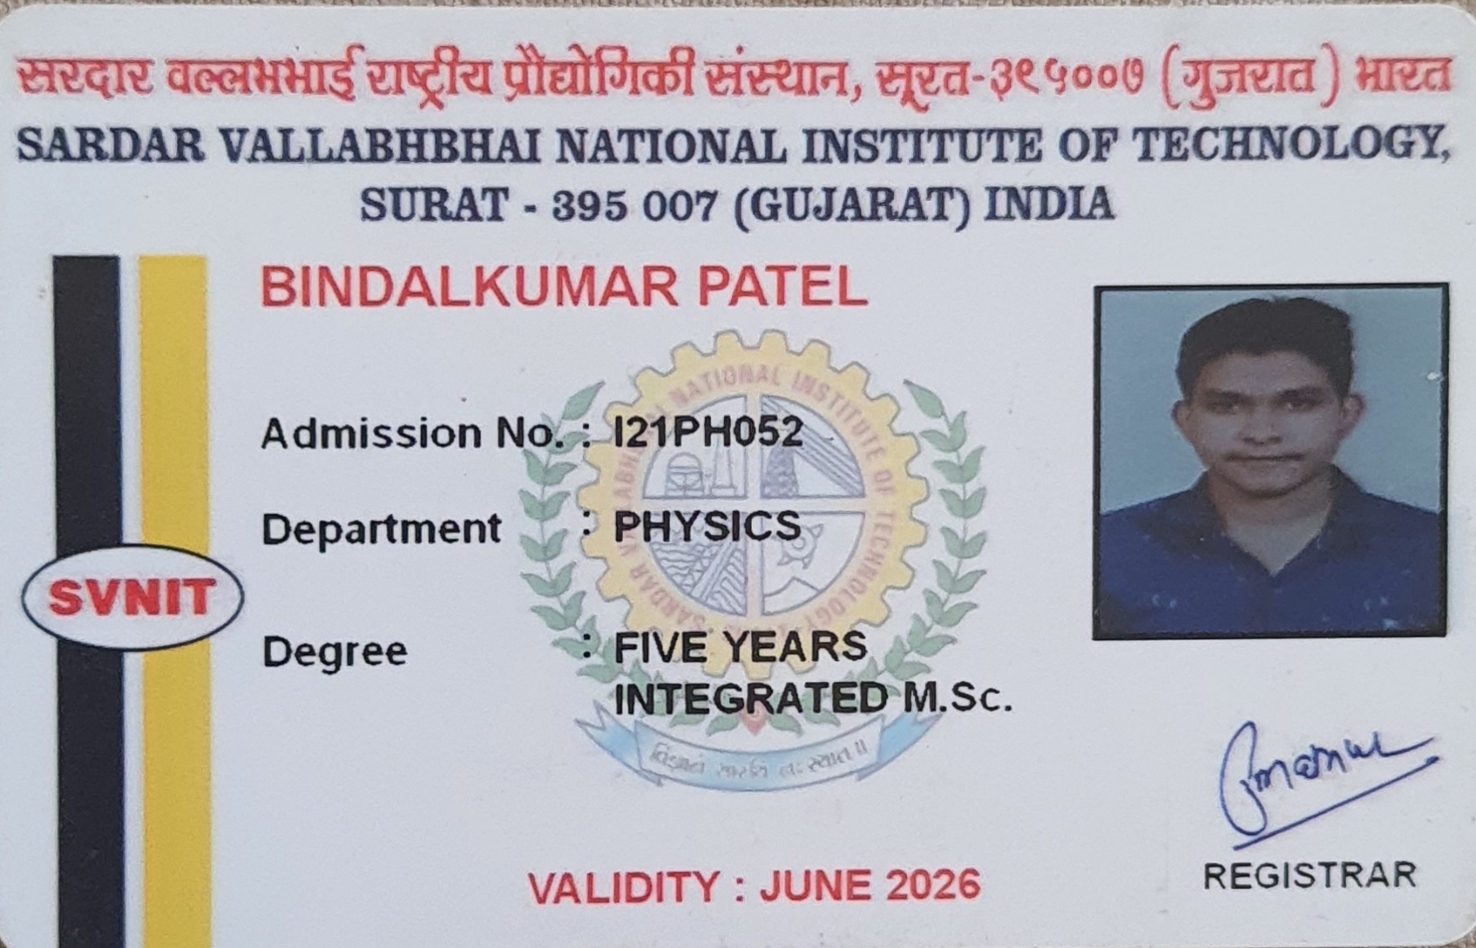 सरदार वल्लभभाई राष्ट्रीय प्रौद्योगिकी संस्थान, सूरत-३९५००७ (गुजरात) भारत
SARDAR VALLABHBHAI NATIONAL INSTITUTE OF TECHNOLOGY,
SURAT - 395 007 (GUJARAT) INDIA
BINDALKUMAR PATEL
Admission No. : I21PH052
Department : PHYSICS
SVNIT
Degree : FIVE YEARS
INTEGRATED M.Sc.
SARDAR VALLABHBHAI NATIONAL INSTITUTE OF TECHNOLOGY
नः स्यात॥
REGISTRAR
VALIDITY : JUNE 2026